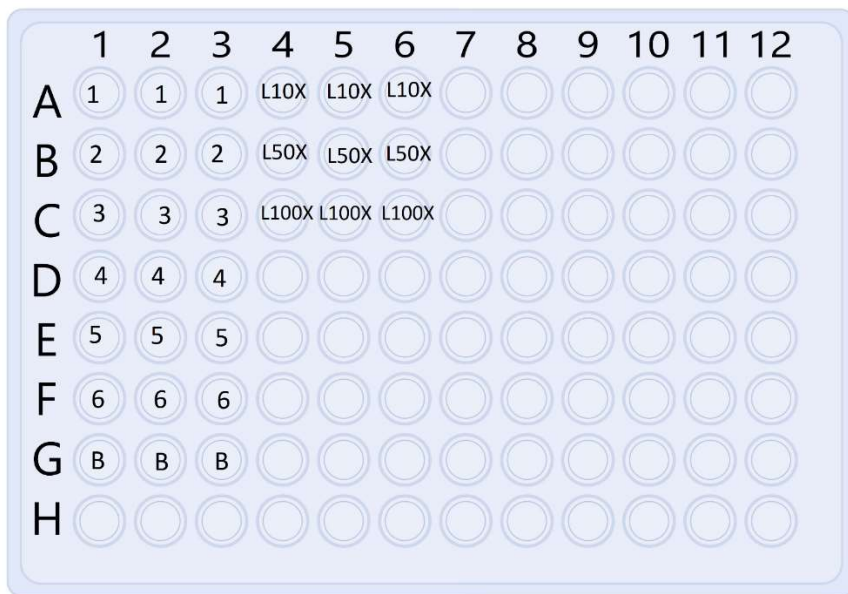 1 2 3 4 5 6 7 8 9 10 11 12
A 1 1 1 L10X L10X L10X
B 2 2 2 L50X L50X L50X
C 3 3 3 L100X L100X L100X
D 4 4 4
E 5 5 5
F 6 6 6
G B B B
H